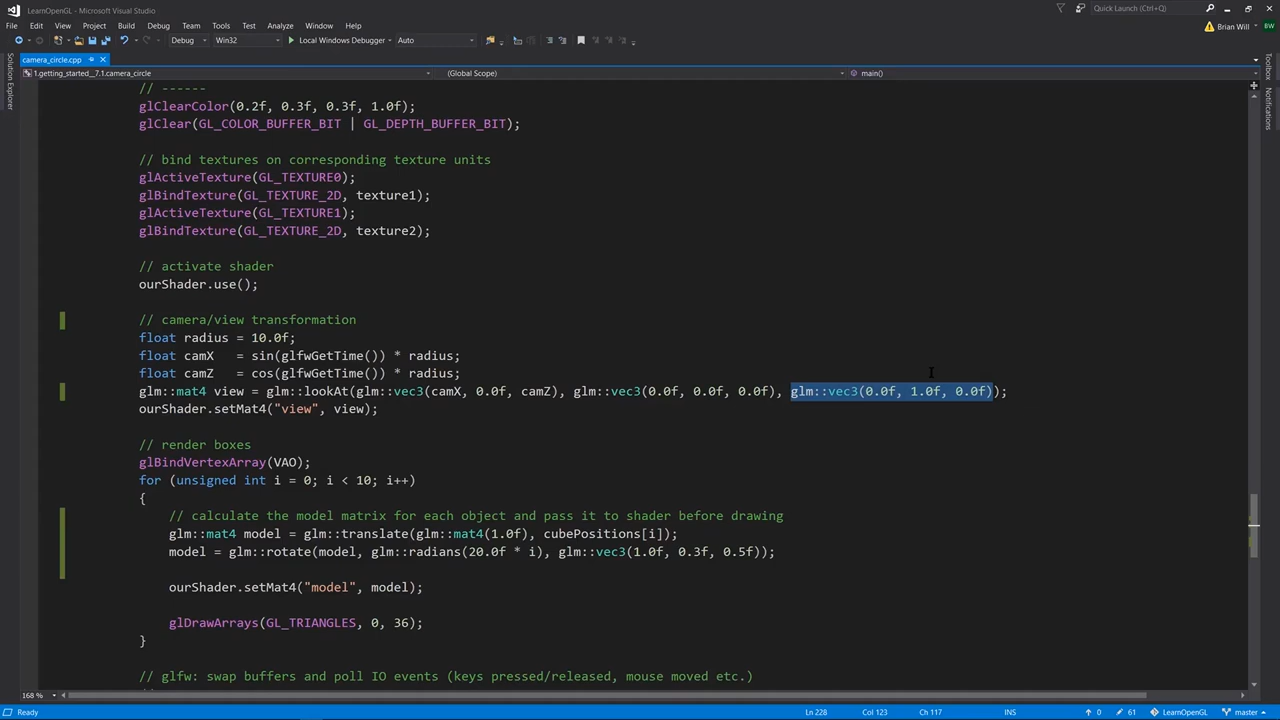 LearnOpenGL - Microsoft Visual Studio
Quick Launch (Ctrl+Q)
File Edit View Project Build Debug Team Tools Test Analyze Window Help
Brian Will BW
Debug Win32 Local Windows Debugger Auto
camera_circle.cpp
1.getting_started__7.1.camera_circle (Global Scope) main()
Solution Explorer
Toolbox
Notifications
// ------
glClearColor(0.2f, 0.3f, 0.3f, 1.0f);
glClear(GL_COLOR_BUFFER_BIT | GL_DEPTH_BUFFER_BIT);
// bind textures on corresponding texture units
glActiveTexture(GL_TEXTURE0);
glBindTexture(GL_TEXTURE_2D, texture1);
glActiveTexture(GL_TEXTURE1);
glBindTexture(GL_TEXTURE_2D, texture2);
// activate shader
ourShader.use();
// camera/view transformation
float radius = 10.0f;
float camX   = sin(glfwGetTime()) * radius;
float camZ   = cos(glfwGetTime()) * radius;
glm::mat4 view = glm::lookAt(glm::vec3(camX, 0.0f, camZ), glm::vec3(0.0f, 0.0f, 0.0f), glm::vec3(0.0f, 1.0f, 0.0f));
ourShader.setMat4("view", view);
// render boxes
glBindVertexArray(VAO);
for (unsigned int i = 0; i < 10; i++)
{
// calculate the model matrix for each object and pass it to shader before drawing
glm::mat4 model = glm::translate(glm::mat4(1.0f), cubePositions[i]);
model = glm::rotate(model, glm::radians(20.0f * i), glm::vec3(1.0f, 0.3f, 0.5f));
ourShader.setMat4("model", model);
glDrawArrays(GL_TRIANGLES, 0, 36);
}
// glfw: swap buffers and poll IO events (keys pressed/released, mouse moved etc.)
168 %
Ready Ln 228 Col 123 Ch 117 INS 0 61 LearnOpenGL master